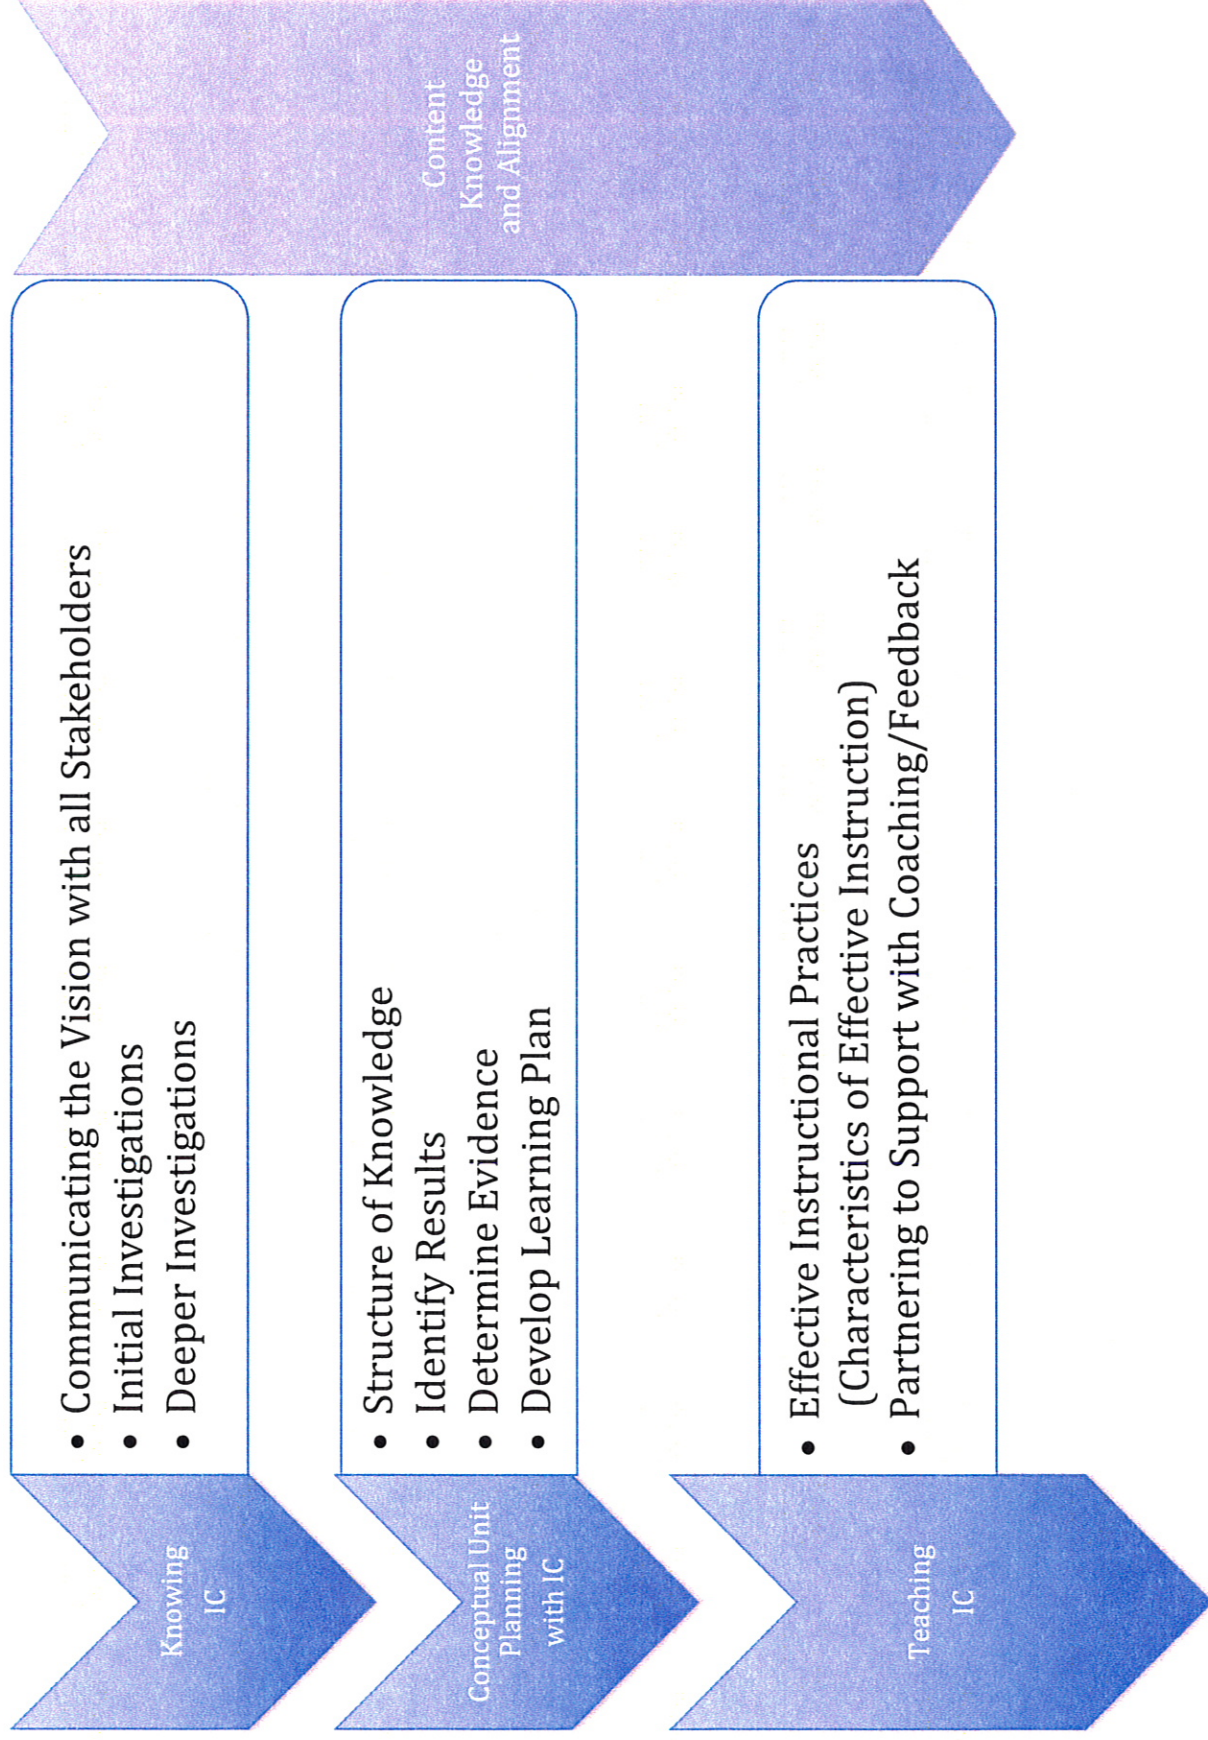 Knowing
IC
• Communicating the Vision with all Stakeholders
• Initial Investigations
• Deeper Investigations
Conceptual Unit
Planning
with IC
• Structure of Knowledge
• Identify Results
• Determine Evidence
• Develop Learning Plan
Teaching
IC
• Effective Instructional Practices
(Characteristics of Effective Instruction)
• Partnering to Support with Coaching/Feedback
Content
Knowledge
and Alignment